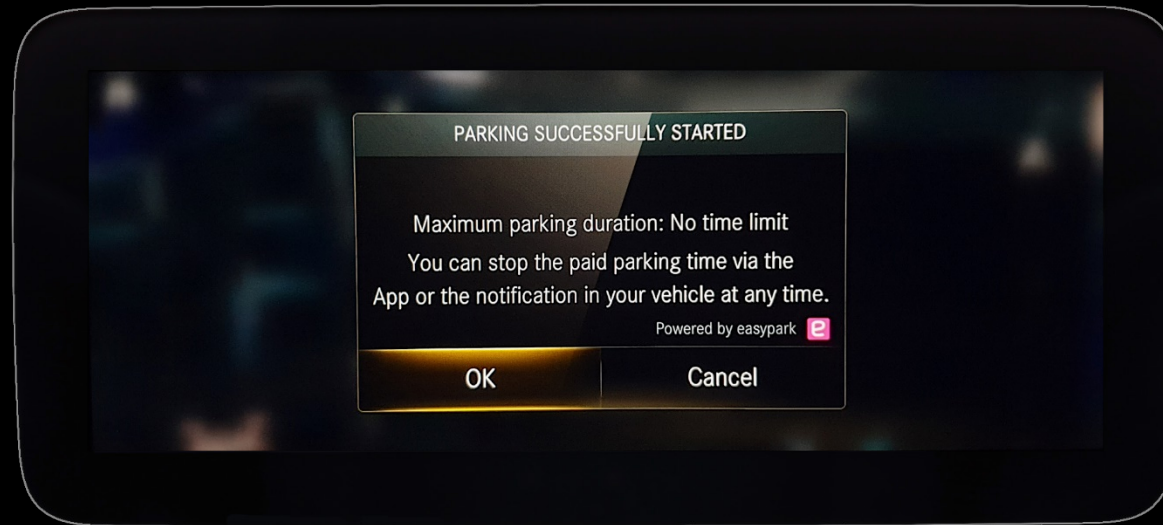 PARKING SUCCESSFULLY STARTED
Maximum parking duration: No time limit
You can stop the paid parking time via the
App or the notification in your vehicle at any time.
Powered by easypark e
OK
Cancel